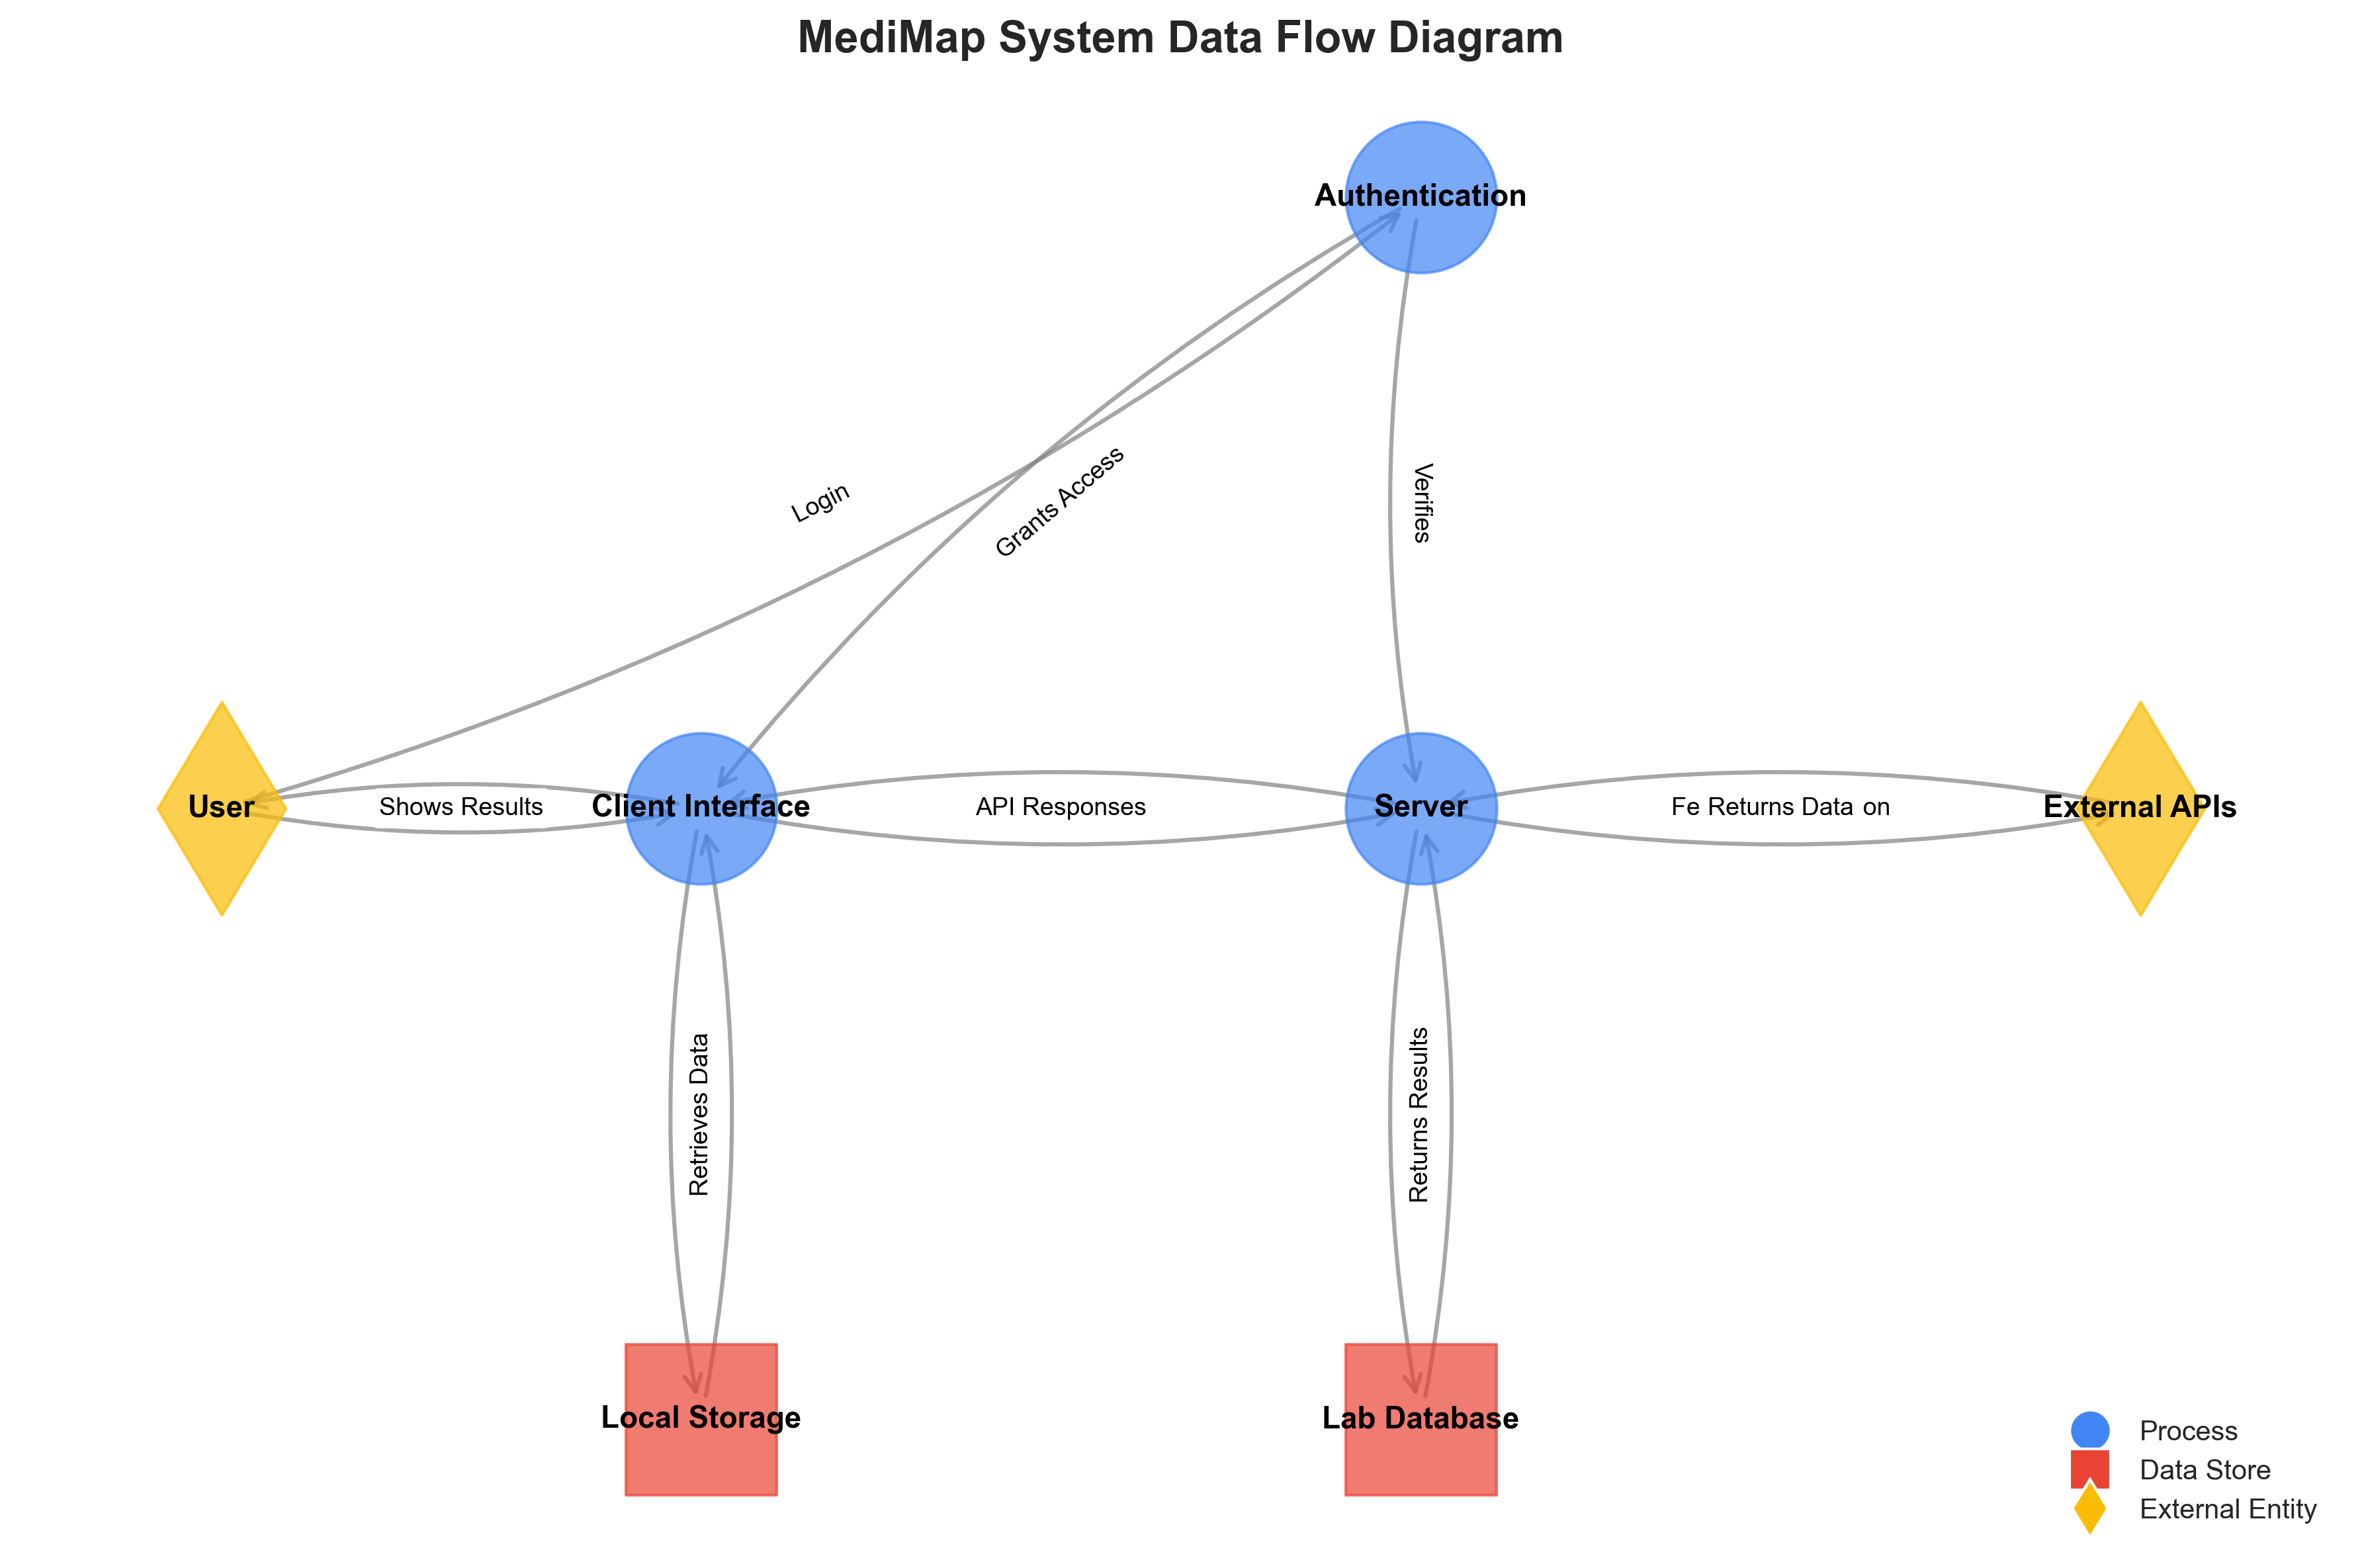 MediMap System Data Flow Diagram
Authentication
Login
Grants Access
Verifies
User
Shows Results
Client Interface
API Responses
Server
Fe Returns Data on
External APIs
Retrieves Data
Returns Results
Local Storage
Lab Database
Process
Data Store
External Entity